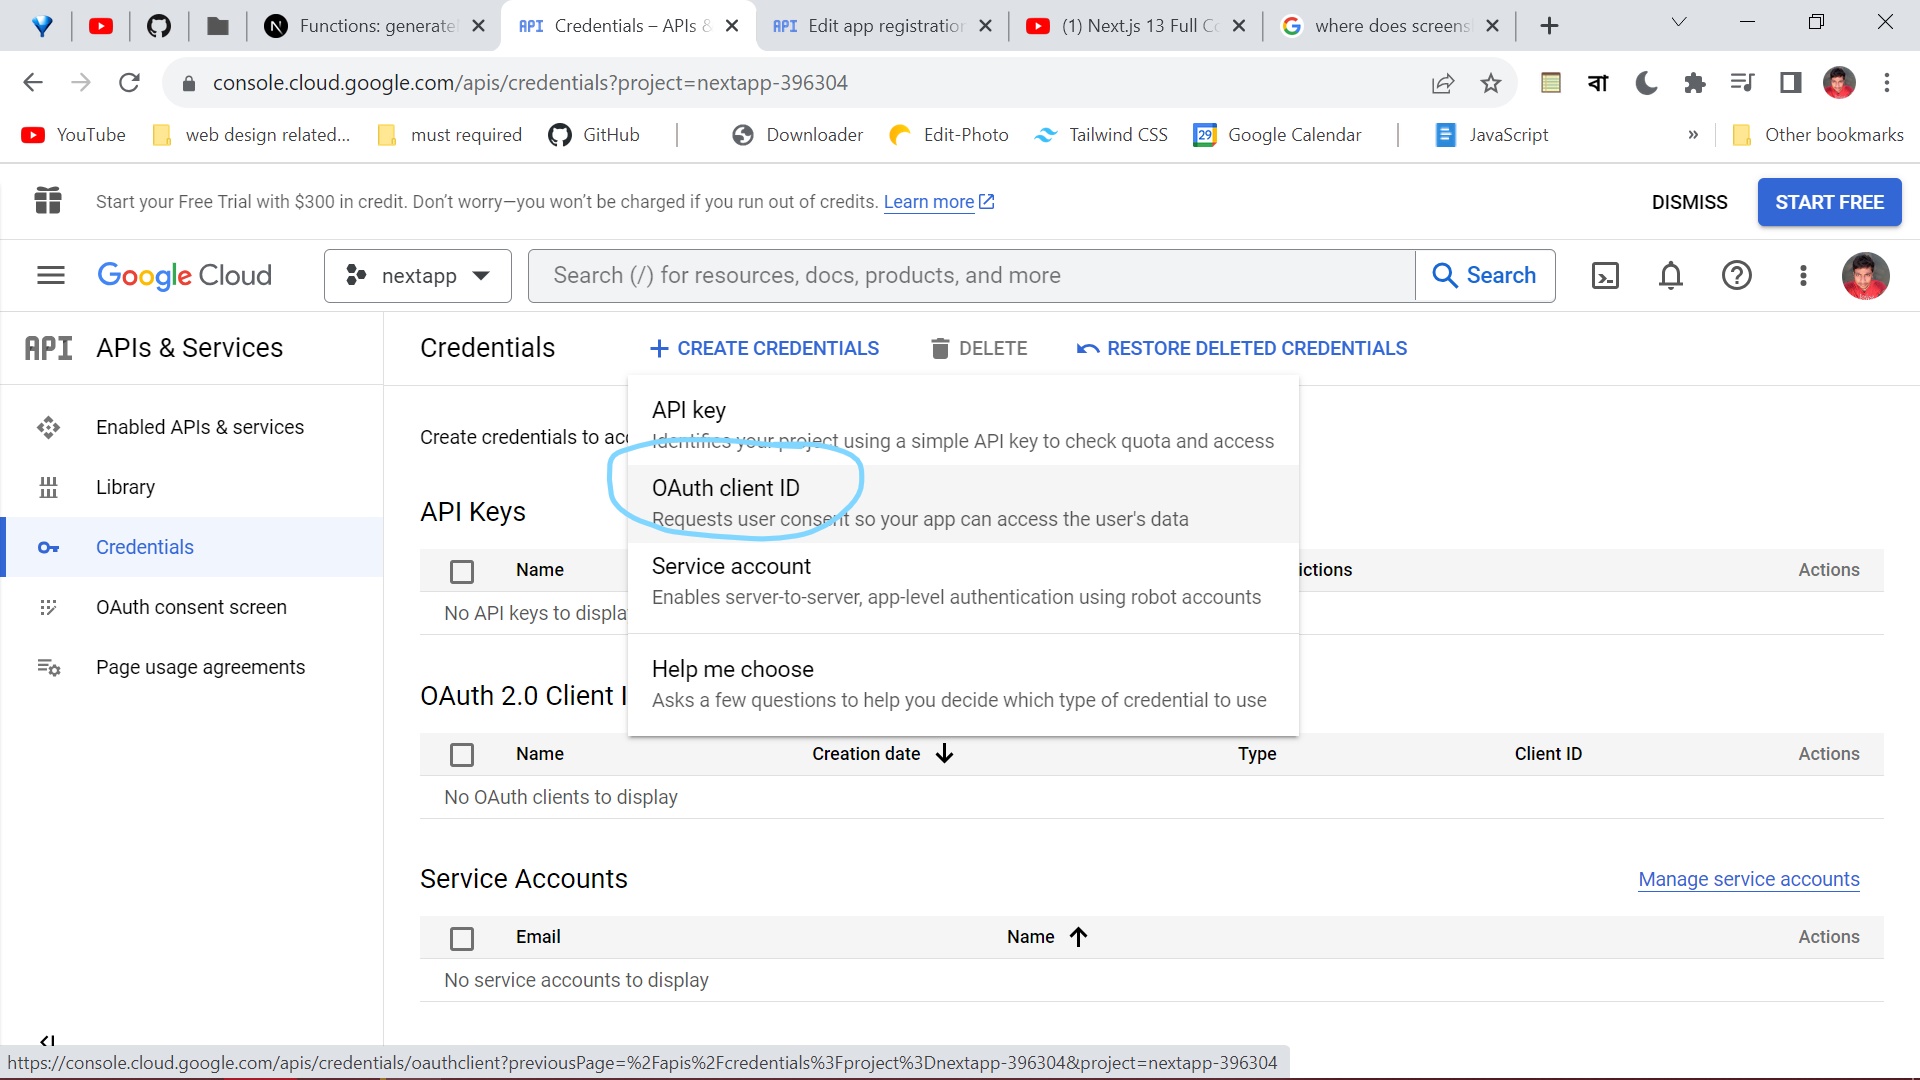 Functions: generate
Credentials – APIs &
Edit app registration
(1) Next.js 13 Full Co
where does screens
console.cloud.google.com/apis/credentials?project=nextapp-396304
বা
YouTube
web design related...
must required
GitHub
Downloader
Edit-Photo
Tailwind CSS
29
Google Calendar
JavaScript
»
Other bookmarks
Start your Free Trial with $300 in credit. Don’t worry—you won’t be charged if you run out of credits. Learn more
DISMISS
START FREE
Google Cloud
nextapp
Search (/) for resources, docs, products, and more
Search
API
APIs & Services
Credentials
CREATE CREDENTIALS
DELETE
RESTORE DELETED CREDENTIALS
Enabled APIs & services
Library
Credentials
OAuth consent screen
Page usage agreements
Create credentials to acc
API key
Identifies your project using a simple API key to check quota and access
OAuth client ID
Requests user consent so your app can access the user's data
Service account
Enables server-to-server, app-level authentication using robot accounts
Help me choose
Asks a few questions to help you decide which type of credential to use
API Keys
Name
ictions
Actions
No API keys to displa
OAuth 2.0 Client I
Name
Creation date
Type
Client ID
Actions
No OAuth clients to display
Service Accounts
Manage service accounts
Email
Name
Actions
No service accounts to display
https://console.cloud.google.com/apis/credentials/oauthclient?previousPage=%2Fapis%2Fcredentials%3Fproject%3Dnextapp-396304&project=nextapp-396304